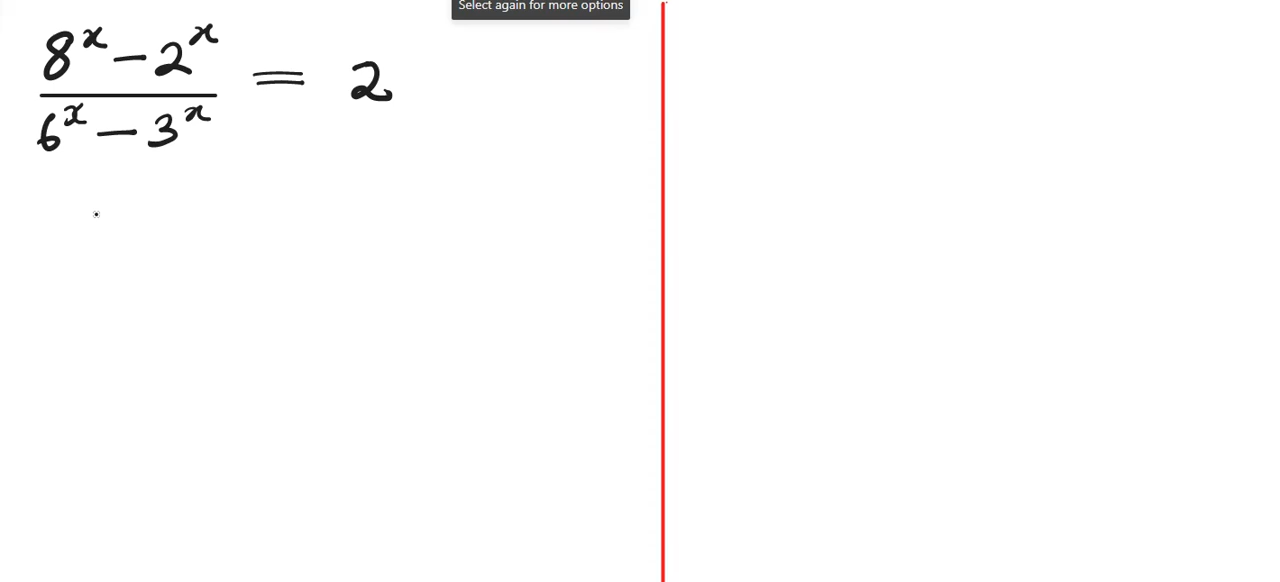 Select again for more options
8^x - 2^x / 6^x - 3^x = 2